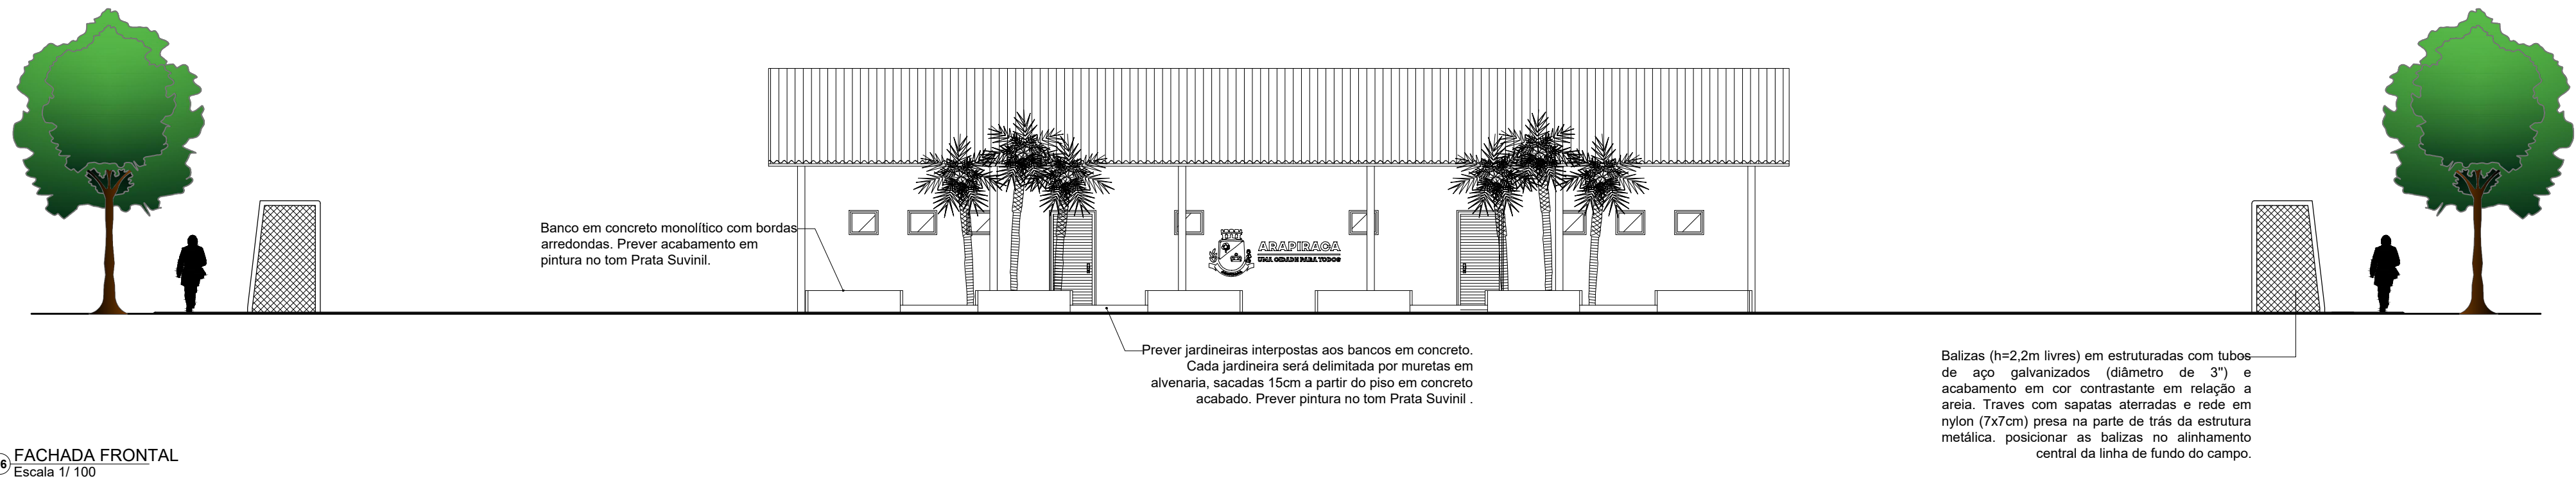 Banco em concreto monolítico com bordas
arredondas. Prever acabamento em
pintura no tom Prata Suvinil.
ARAPIRACA
UMA CIDADE PARA TODOS
Prever jardineiras interpostas aos bancos em concreto.
Cada jardineira será delimitada por muretas em
alvenaria, sacadas 15cm a partir do piso em concreto
acabado. Prever pintura no tom Prata Suvinil .
Balizas (h=2,2m livres) em estruturadas com tubos
de aço galvanizados (diâmetro de 3") e
acabamento em cor contrastante em relação a
areia. Traves com sapatas aterradas e rede em
nylon (7x7cm) presa na parte de trás da estrutura
metálica. posicionar as balizas no alinhamento
central da linha de fundo do campo.
6 FACHADA FRONTAL
Escala 1/ 100